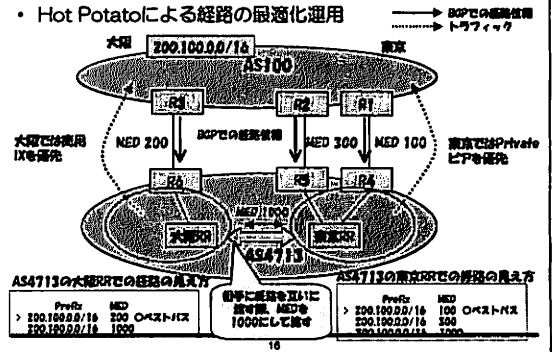 • Hot Potatoによる経路の最適化運用
BGPでの経路伝播
トラフィック
大阪
200.100.0.0/16
東京
AS100
R3
R2
R1
大阪では商用
IXを優先
MED 200
BGPでの経路伝播
MED 300
MED 100
東京ではPrivate
ピアを優先
R6
R5
R4
MED 1000
大阪RR
東京RR
AS4713
AS4713の大阪RRでの経路の見え方
Prefix MED
> 200.100.0.0/16 200 ○ベストパス
200.100.0.0/16 1000
相手に経路を互いに
渡す際、MEDを
1000にして渡す
AS4713の東京RRでの経路の見え方
Prefix MED
> 200.100.0.0/16 100 ○ベストパス
200.100.0.0/16 300
200.100.0.0/16 1000
16